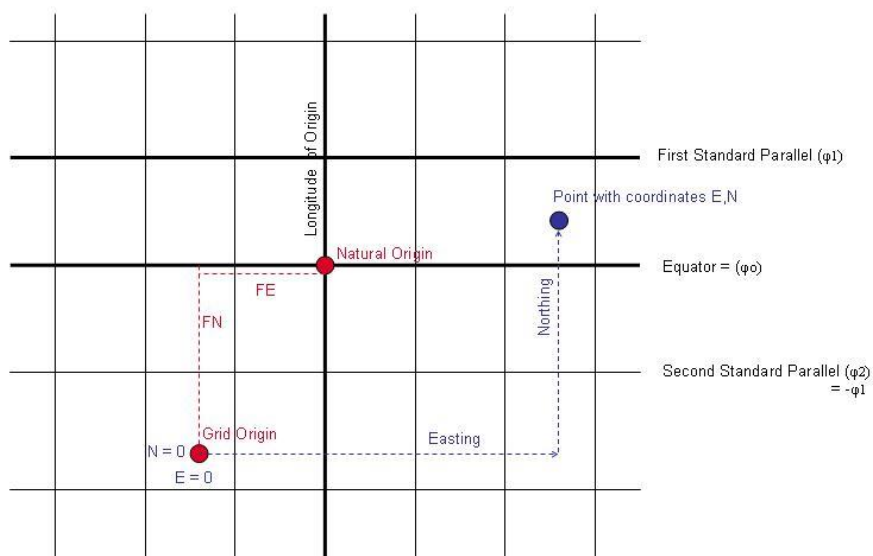 Longitude of Origin
First Standard Parallel (φ1)
Point with coordinates E,N
Natural Origin
Equator = (φo)
FE
Northing
FN
Second Standard Parallel (φ2)
= -φ1
Grid Origin
Easting
N = 0
E = 0